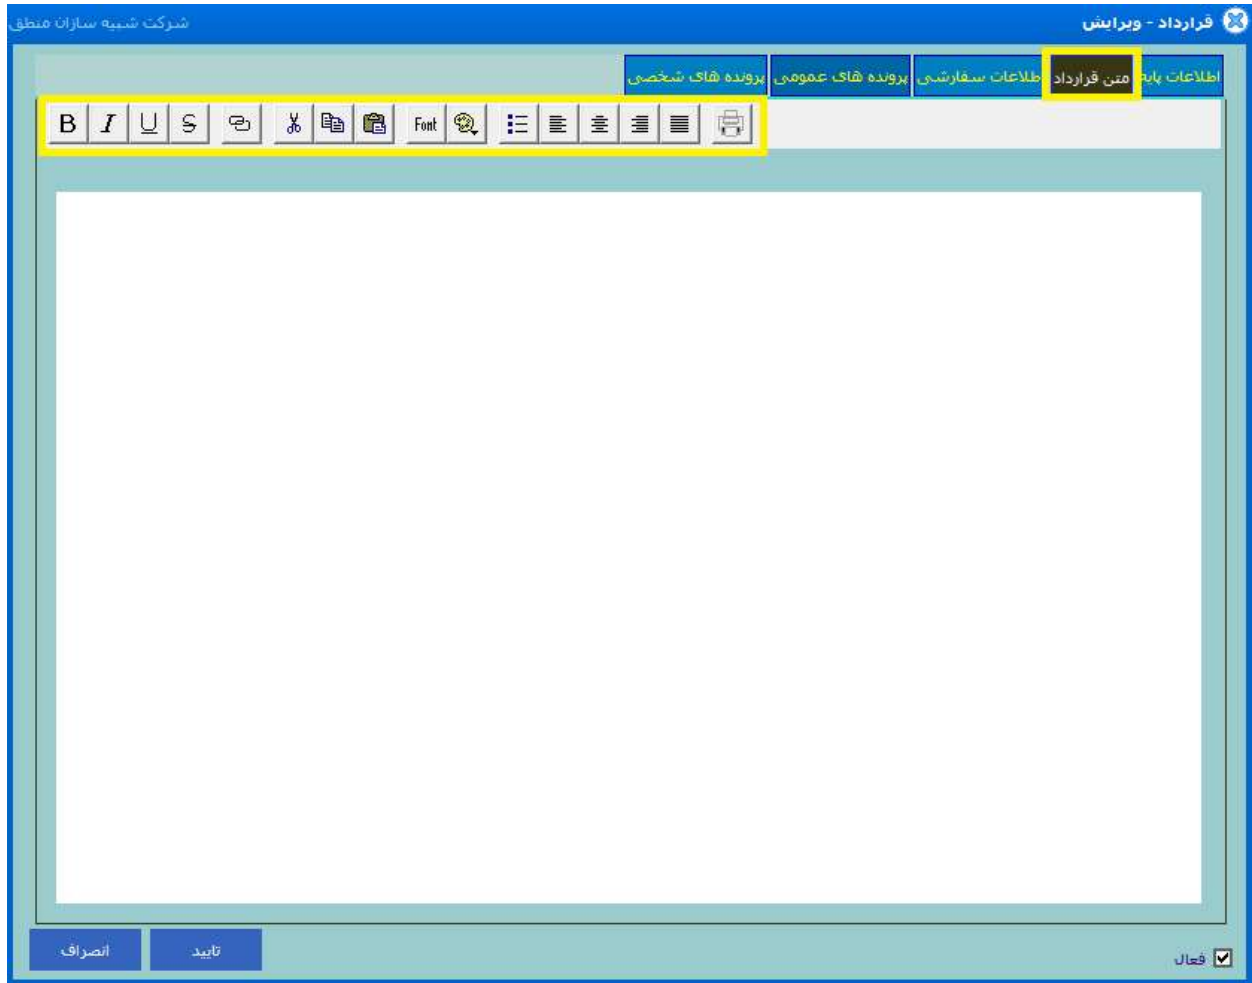 قرارداد - ویرایش
شرکت شبیه سازان منطق
اطلاعات پایه متن قرارداد طلاعات سفارشی پرونده های عمومی پرونده های شخصی
B I U S Font
تایید انصراف
فعال